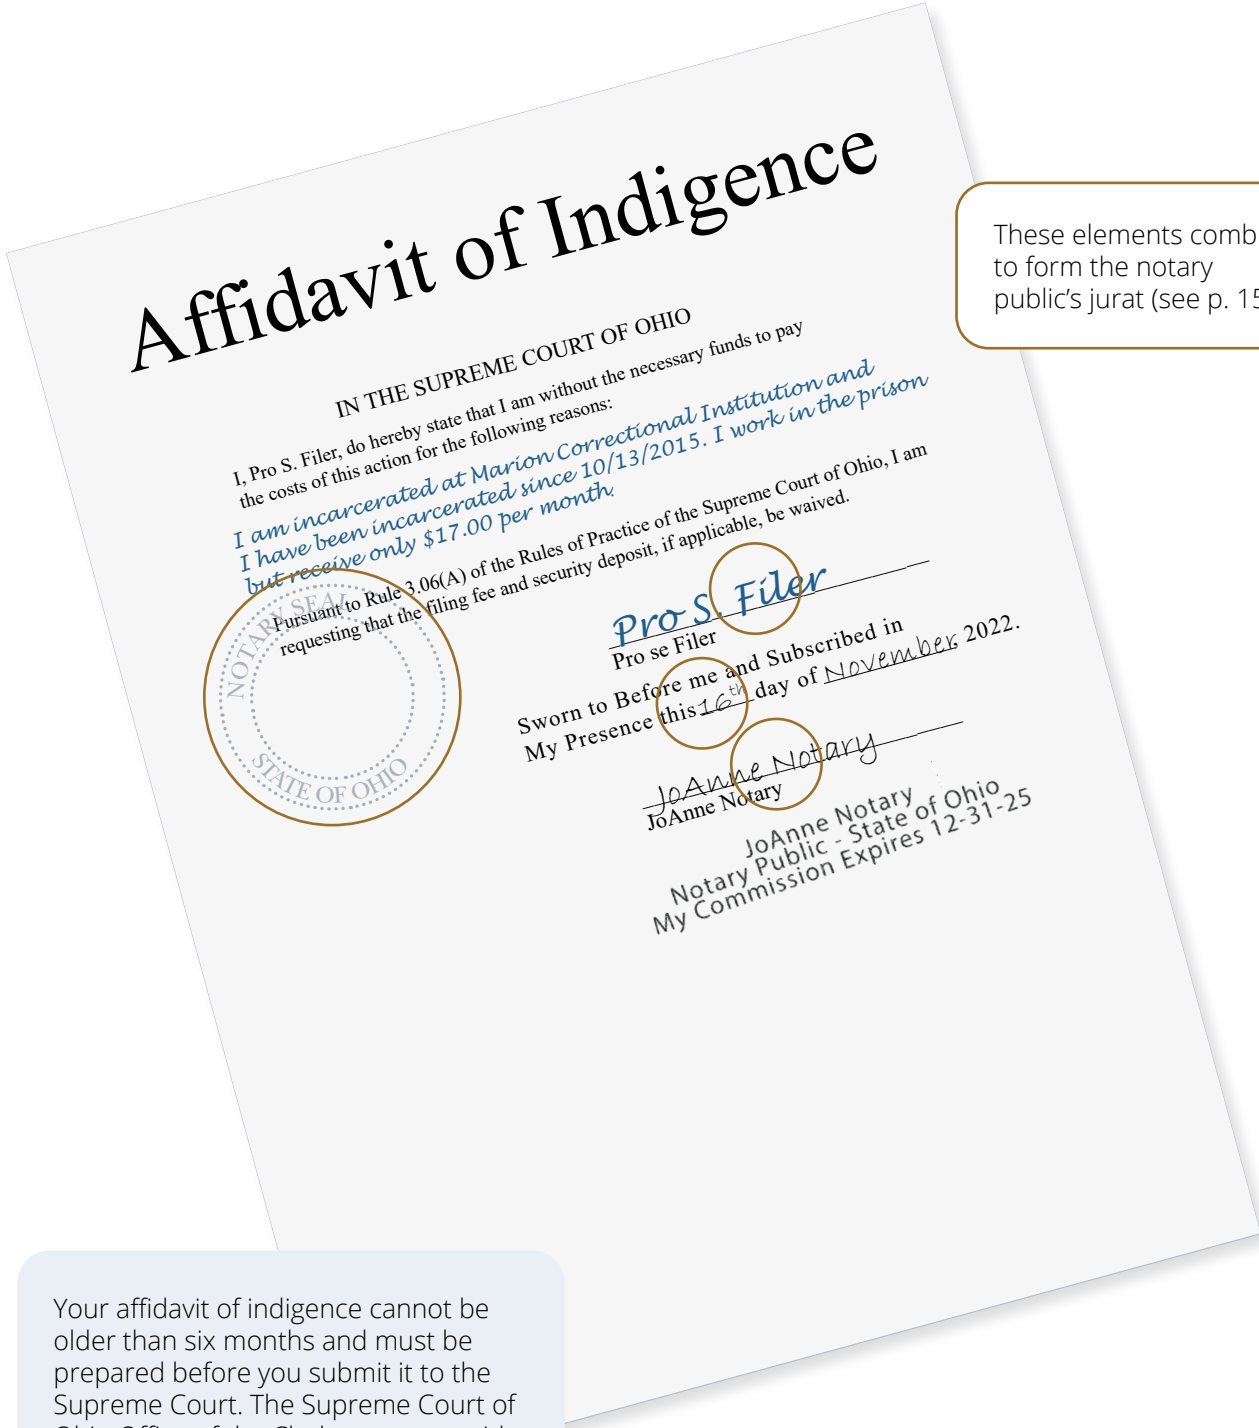 Affidavit of Indigence
These elements comb
to form the notary
public's jurat (see p. 15
IN THE SUPREME COURT OF OHIO
I, Pro S. Filer, do hereby state that I am without the necessary funds to pay
the costs of this action for the following reasons:
I am incarcerated at Marion Correctional Institution and
I have been incarcerated since 10/13/2015. I work in the prison
but receive only $17.00 per month.
Pursuant to Rule 3.06(A) of the Rules of Practice of the Supreme Court of Ohio, I am
requesting that the filing fee and security deposit, if applicable, be waived.
NOTARY SEAL
STATE OF OHIO
Pro S. Filer
Pro se Filer
Sworn to Before me and Subscribed in
My Presence this 16th day of November, 2022.
JoAnne Notary
JoAnne Notary
JoAnne Notary
Notary Public - State of Ohio
My Commission Expires 12-31-25
Your affidavit of indigence cannot be
older than six months and must be
prepared before you submit it to the
Supreme Court. The Supreme Court of